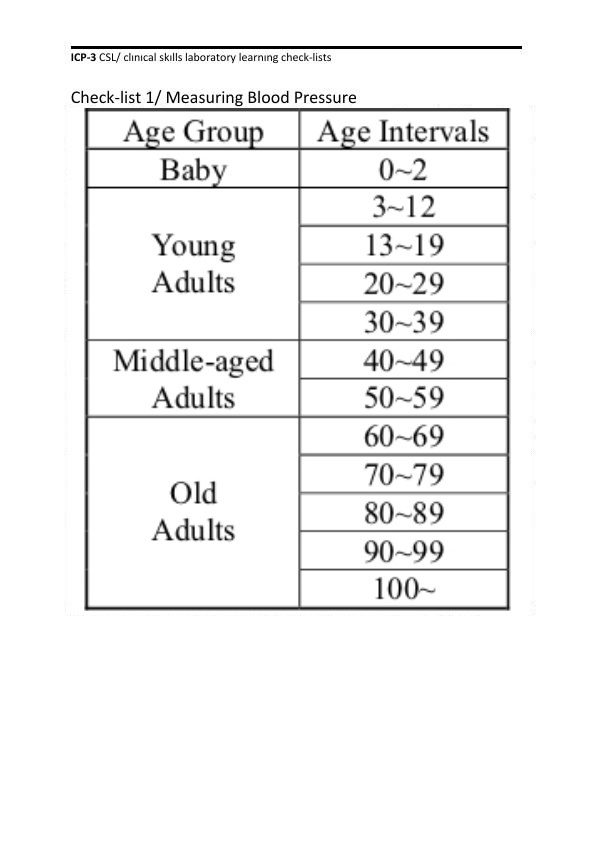 ICP-3 CSL/ clinical skills laboratory learning check-lists
Check-list 1/ Measuring Blood Pressure
Age Group Age Intervals
Baby 0~2
Young Adults 3~12
13~19
20~29
30~39
Middle-aged Adults 40~49
50~59
Old Adults 60~69
70~79
80~89
90~99
100~